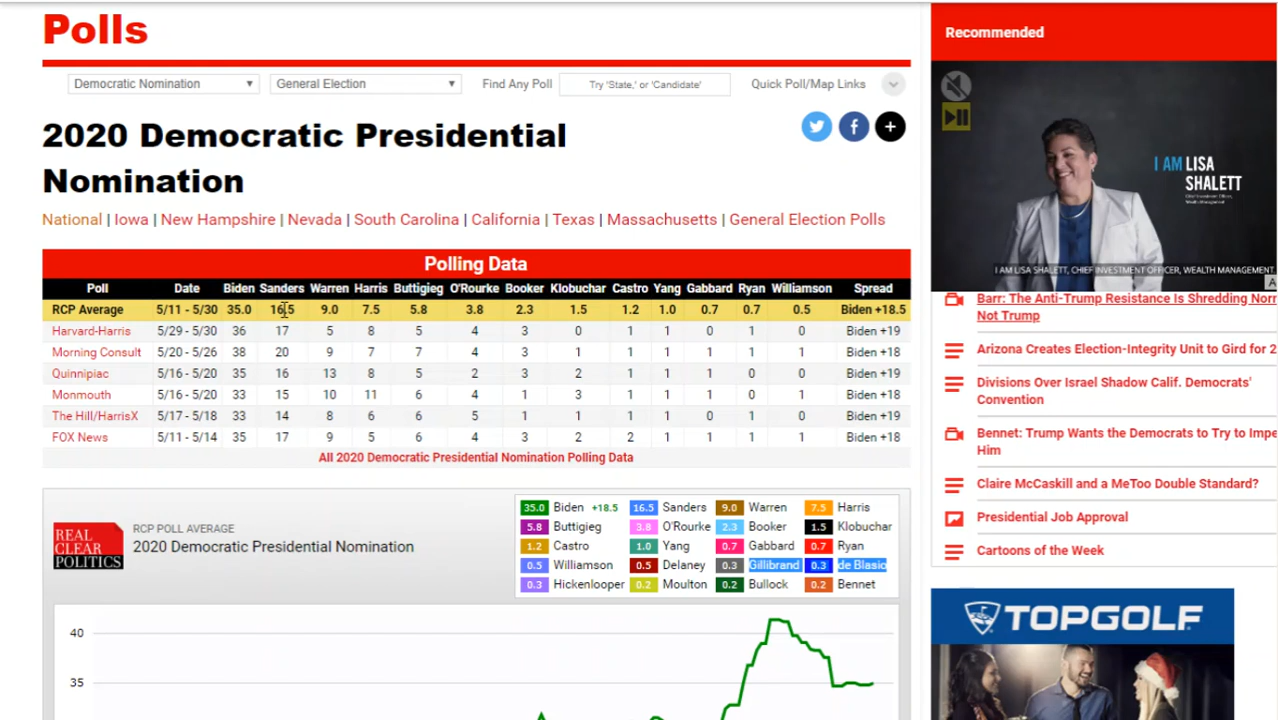 Polls
Democratic Nomination General Election Find Any Poll Try 'State,' or 'Candidate' Quick Poll/Map Links
2020 Democratic Presidential
Nomination
National | Iowa | New Hampshire | Nevada | South Carolina | California | Texas | Massachusetts | General Election Polls
Polling Data
Poll Date Biden Sanders Warren Harris Buttigieg O'Rourke Booker Klobuchar Castro Yang Gabbard Ryan Williamson Spread
RCP Average 5/11 - 5/30 35.0 16.5 9.0 7.5 5.8 3.8 2.3 1.5 1.2 1.0 0.7 0.7 0.5 Biden +18.5
Harvard-Harris 5/29 - 5/30 36 17 5 8 5 4 3 0 1 1 0 1 0 Biden +19
Morning Consult 5/20 - 5/26 38 20 9 7 7 4 3 1 1 1 1 1 1 Biden +18
Quinnipiac 5/16 - 5/20 35 16 13 8 5 2 3 2 1 1 1 0 0 Biden +19
Monmouth 5/16 - 5/20 33 15 10 11 6 4 1 3 1 1 1 0 1 Biden +18
The Hill/HarrisX 5/17 - 5/18 33 14 8 6 6 5 1 1 1 1 0 1 0 Biden +19
FOX News 5/11 - 5/14 35 17 9 5 6 4 3 2 2 1 1 1 1 Biden +18
All 2020 Democratic Presidential Nomination Polling Data
REAL
CLEAR
POLITICS
RCP POLL AVERAGE
2020 Democratic Presidential Nomination
35.0 Biden +18.5 16.5 Sanders 9.0 Warren 7.5 Harris
5.8 Buttigieg 3.8 O'Rourke 2.3 Booker 1.5 Klobuchar
1.2 Castro 1.0 Yang 0.7 Gabbard 0.7 Ryan
0.5 Williamson 0.5 Delaney 0.3 Gillibrand 0.3 de Blasio
0.3 Hickenlooper 0.2 Moulton 0.2 Bullock 0.2 Bennet
40
35
Recommended
I AM LISA
SHALETT
I AM LISA SHALETT, CHIEF INVESTMENT OFFICER, WEALTH MANAGEMENT.
Barr: The Anti-Trump Resistance Is Shredding Norr
Not Trump
Arizona Creates Election-Integrity Unit to Gird for 2
Divisions Over Israel Shadow Calif. Democrats'
Convention
Bennet: Trump Wants the Democrats to Try to Impe
Him
Claire McCaskill and a MeToo Double Standard?
Presidential Job Approval
Cartoons of the Week
TOPGOLF